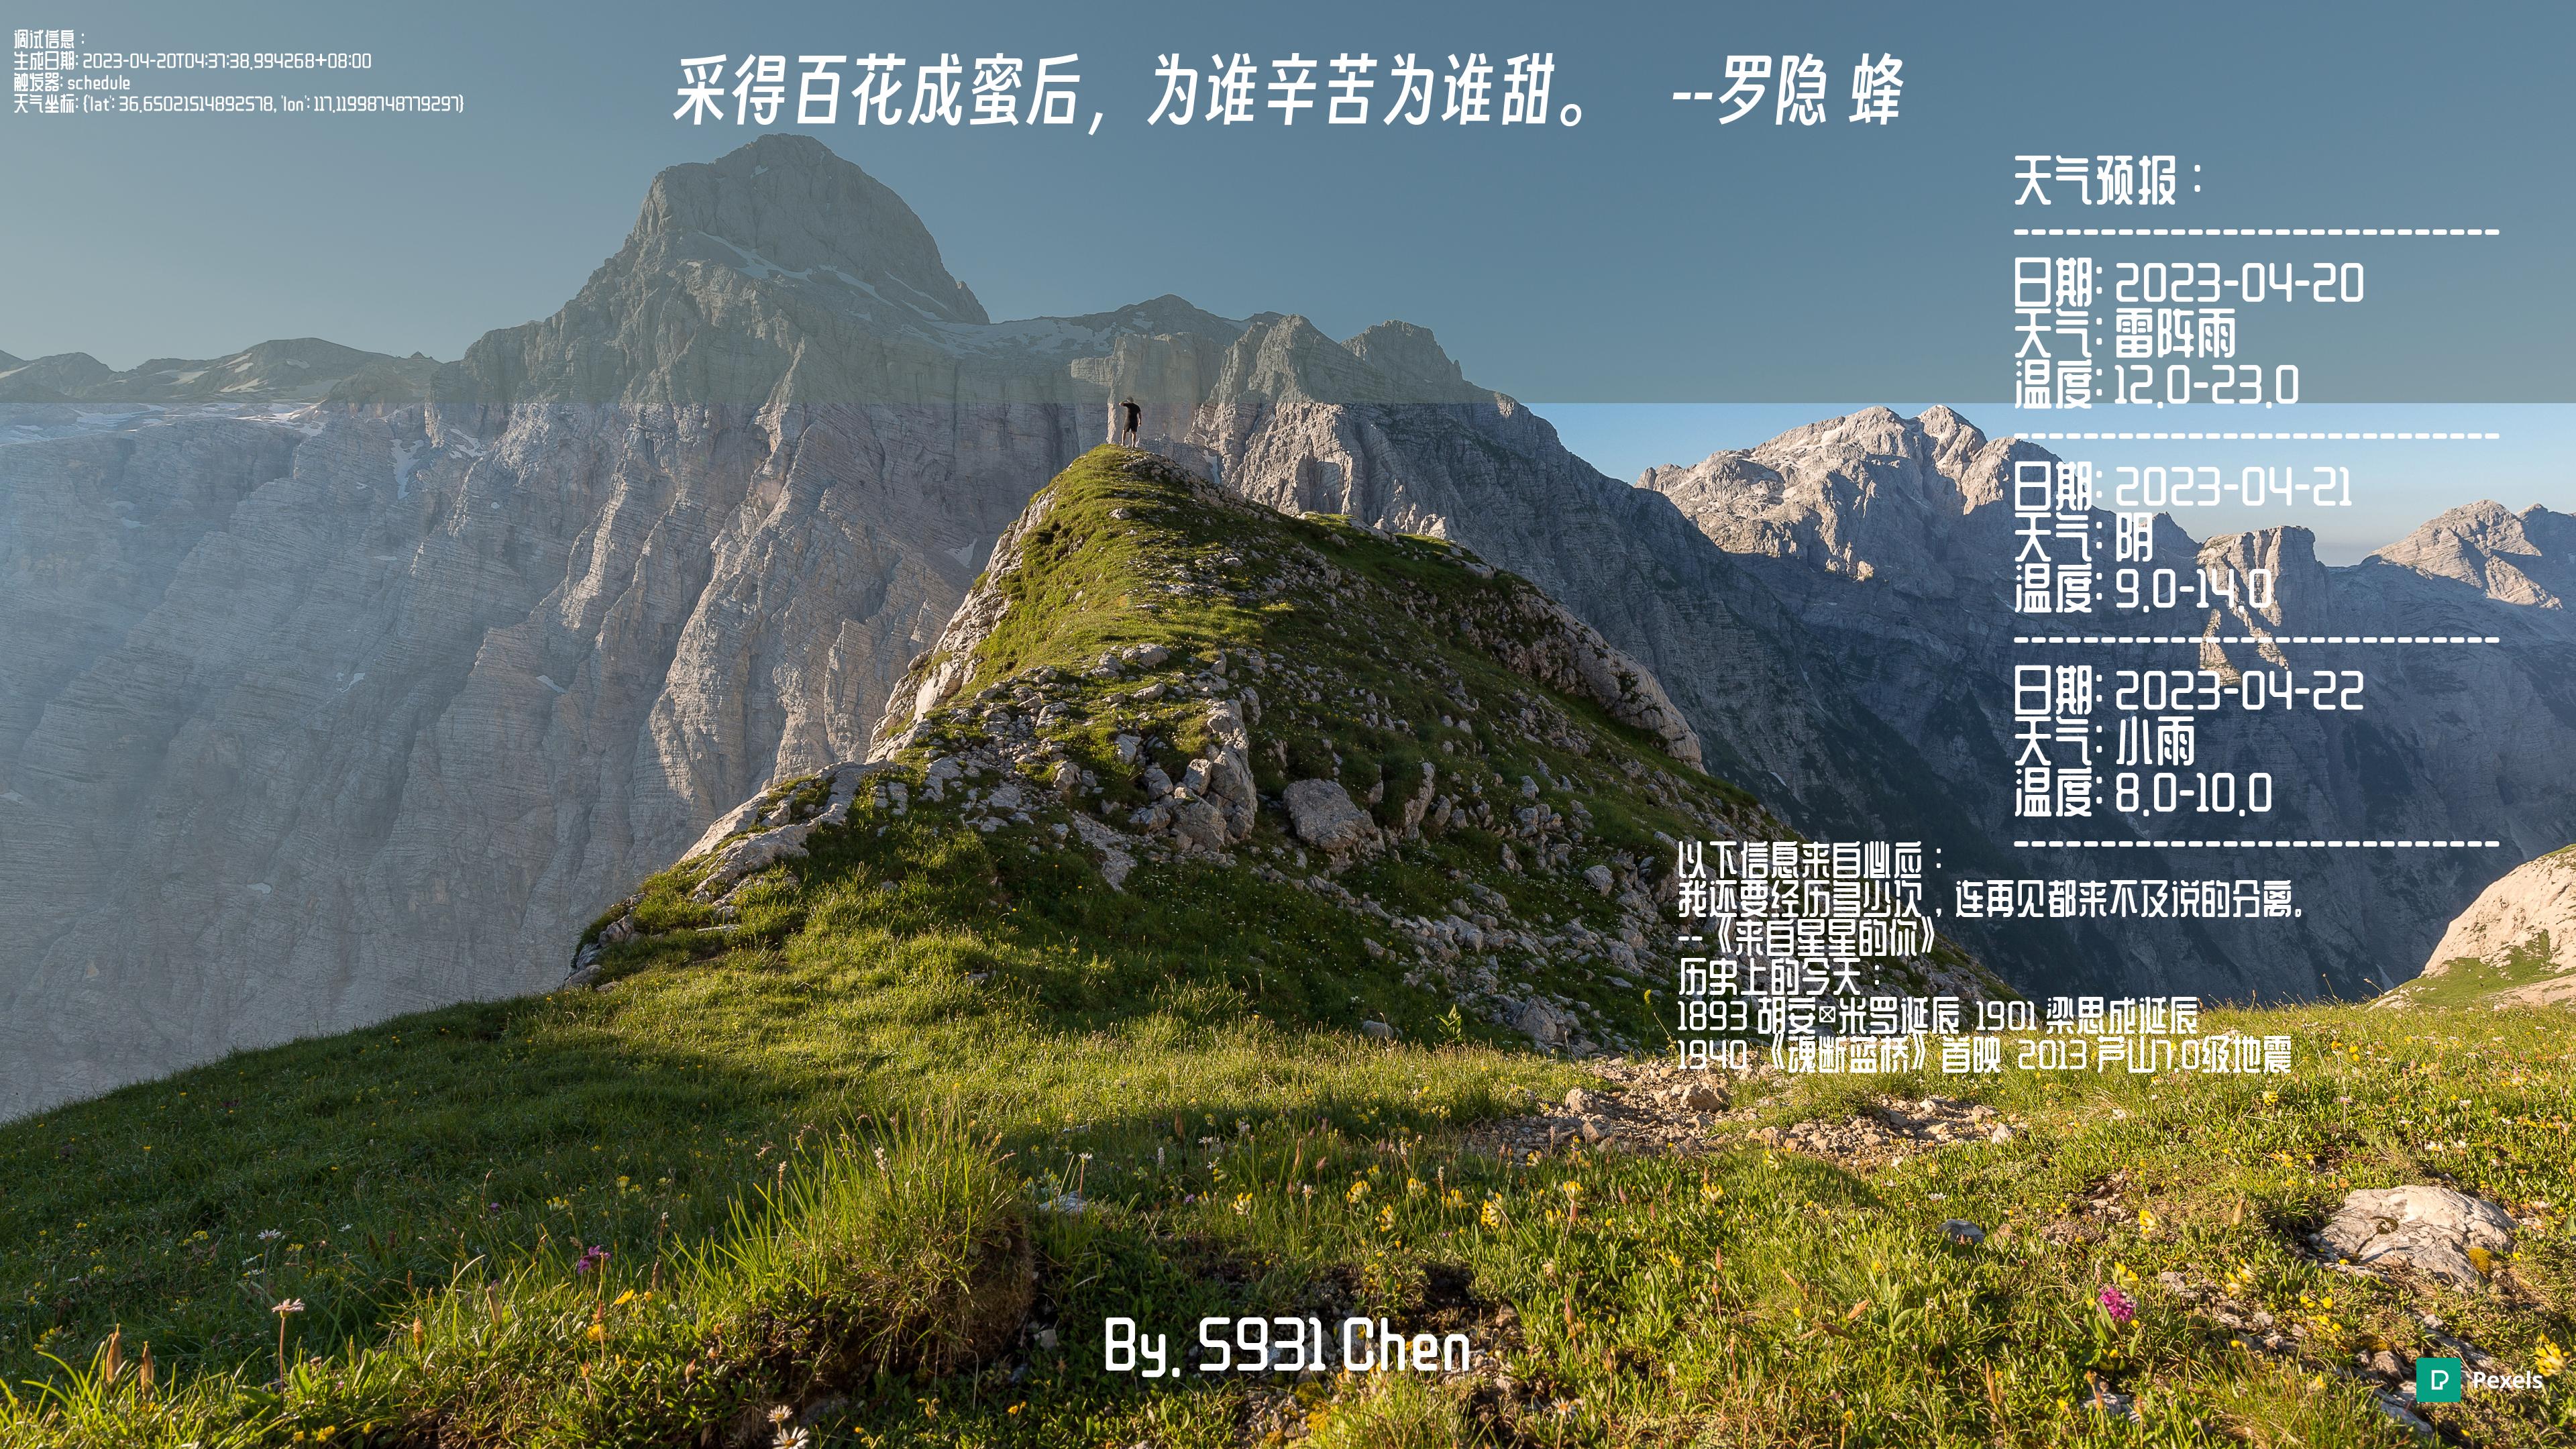 调试信息：
生成日期: 2023-04-20T04:37:38.994268+08:00
触发器: schedule
天气坐标: {'lat': 36.65021514892578, 'lon': 117.11998748779297}
采得百花成蜜后，为谁辛苦为谁甜。 --罗隐 蜂
天气预报：
----------------------------
日期: 2023-04-20
天气: 雷阵雨
温度: 12.0-23.0
----------------------------
日期: 2023-04-21
天气: 阴
温度: 9.0-14.0
----------------------------
日期: 2023-04-22
天气: 小雨
温度: 8.0-10.0
----------------------------
以下信息来自必应：
我还要经历多少次，连再见都来不及说的分离。
--《来自星星的你》
历史上的今天：
1893 胡安☒米罗诞辰 1901 梁思成诞辰
1940 《魂断蓝桥》首映 2013 芦山7.0级地震
By. S931 Chen
Pexels